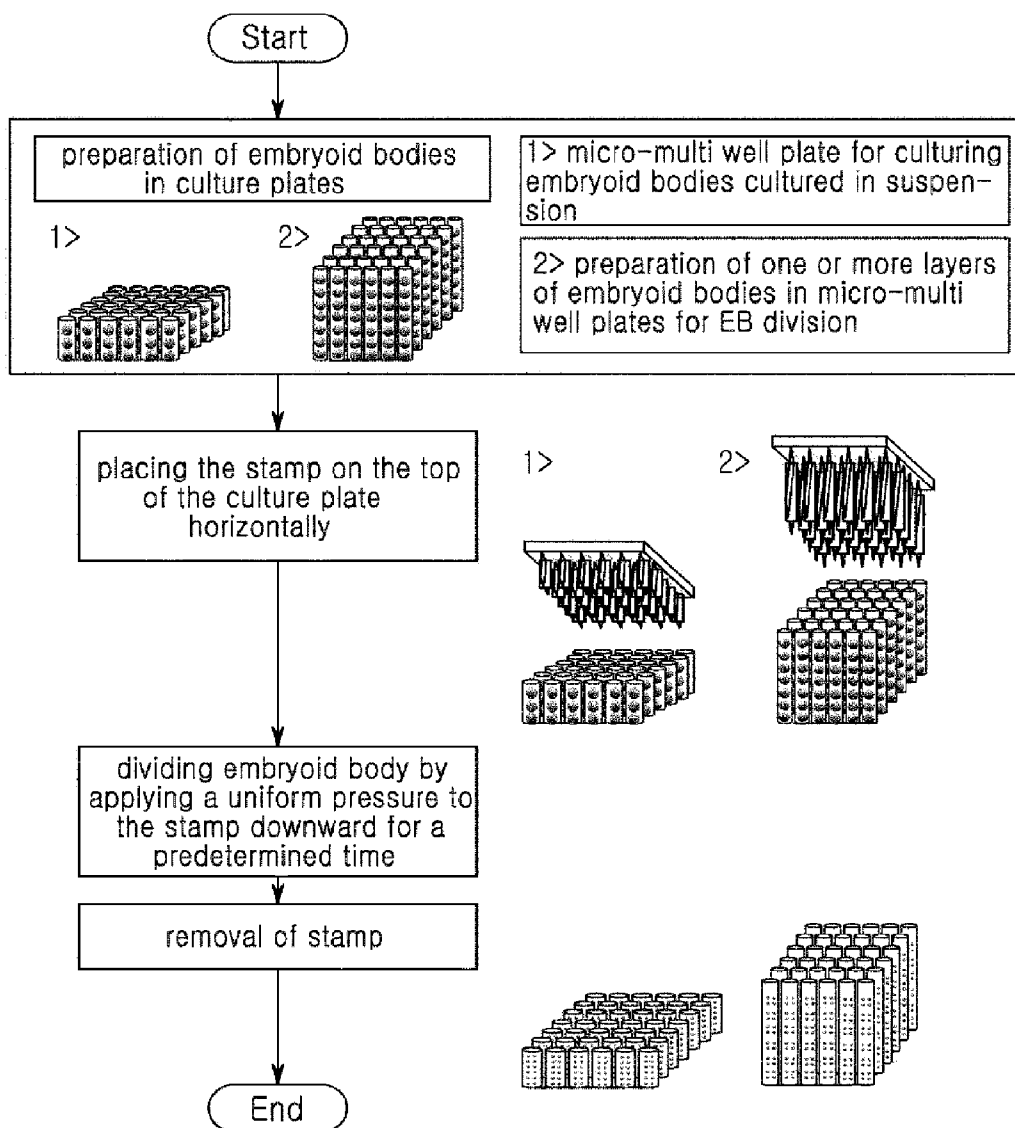 Start
preparation of embryoid bodies
in culture plates
1>
2>
1> micro-multi well plate for culturing
embryoid bodies cultured in suspen-
sion
2> preparation of one or more layers
of embryoid bodies in micro-multi
well plates for EB division
placing the stamp on the top
of the culture plate
horizontally
1>
2>
dividing embryoid body by
applying a uniform pressure to
the stamp downward for a
predetermined time
removal of stamp
End